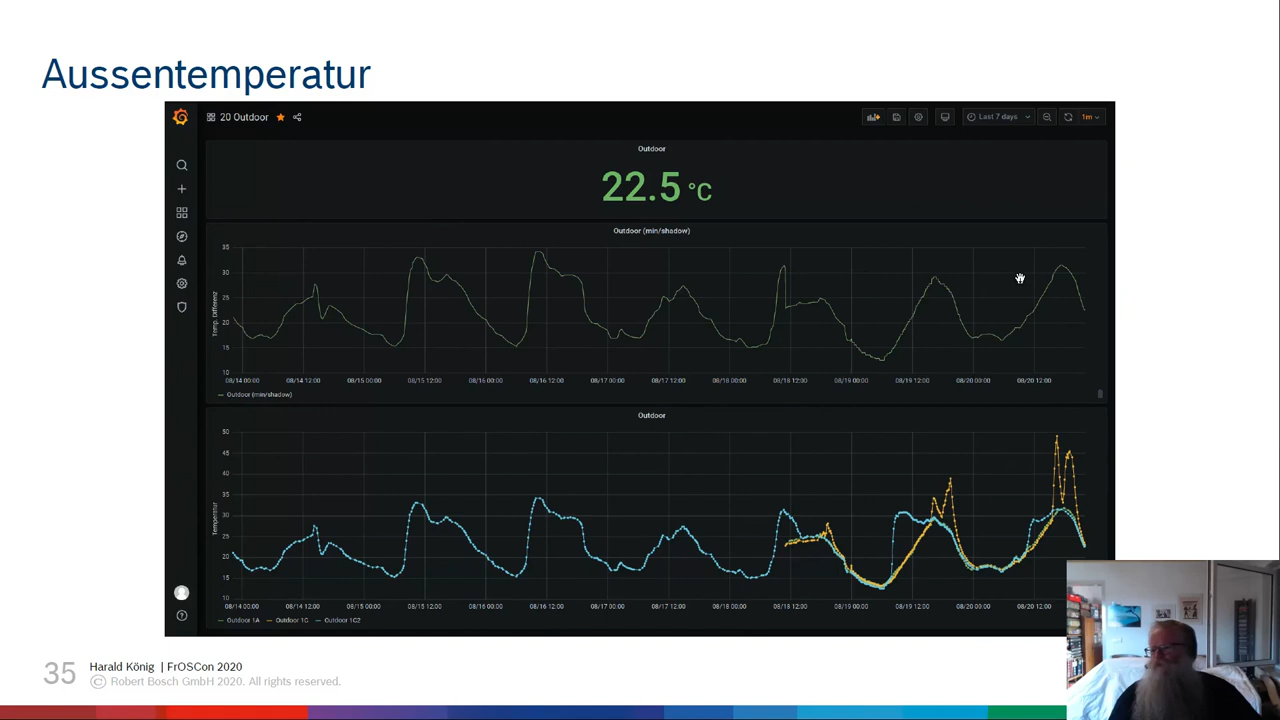 Aussentemperatur
20 Outdoor
Last 7 days
1m
Outdoor
22.5 °C
Outdoor (min/shadow)
Temp. Differenz
35
30
25
20
15
10
08/14 00:00 08/14 12:00 08/15 00:00 08/15 12:00 08/16 00:00 08/16 12:00 08/17 00:00 08/17 12:00 08/18 00:00 08/18 12:00 08/19 00:00 08/19 12:00 08/20 00:00 08/20 12:00
Outdoor (min/shadow)
Outdoor
Temperatur
50
45
40
35
30
25
20
15
10
08/14 00:00 08/14 12:00 08/15 00:00 08/15 12:00 08/16 00:00 08/16 12:00 08/17 00:00 08/17 12:00 08/18 00:00 08/18 12:00 08/19 00:00 08/19 12:00 08/20 00:00 08/20 12:00
Outdoor 1A Outdoor 1C Outdoor 1C2
35
Harald König | FrOSCon 2020
© Robert Bosch GmbH 2020. All rights reserved.